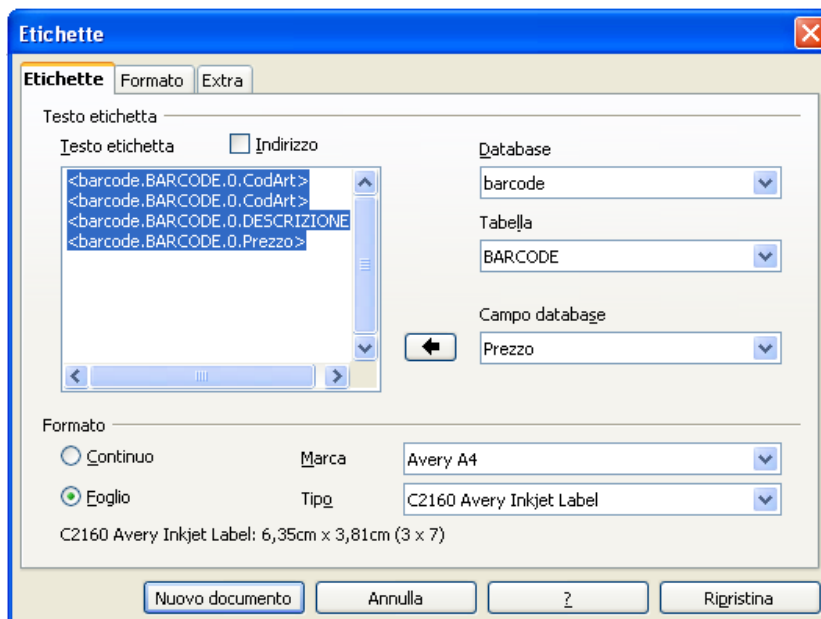 Etichette
Etichette Formato Extra
Testo etichetta
Testo etichetta Indirizzo
Database
<barcode.BARCODE.0.CodArt>
<barcode.BARCODE.0.CodArt>
<barcode.BARCODE.0.DESCRIZIONE
<barcode.BARCODE.0.Prezzo>
barcode
Tabella
BARCODE
Campo database
Prezzo
Formato
Continuo
Marca
Avery A4
Foglio
Tipo
C2160 Avery Inkjet Label
C2160 Avery Inkjet Label: 6,35cm x 3,81cm (3 x 7)
Nuovo documento Annulla ? Ripristina